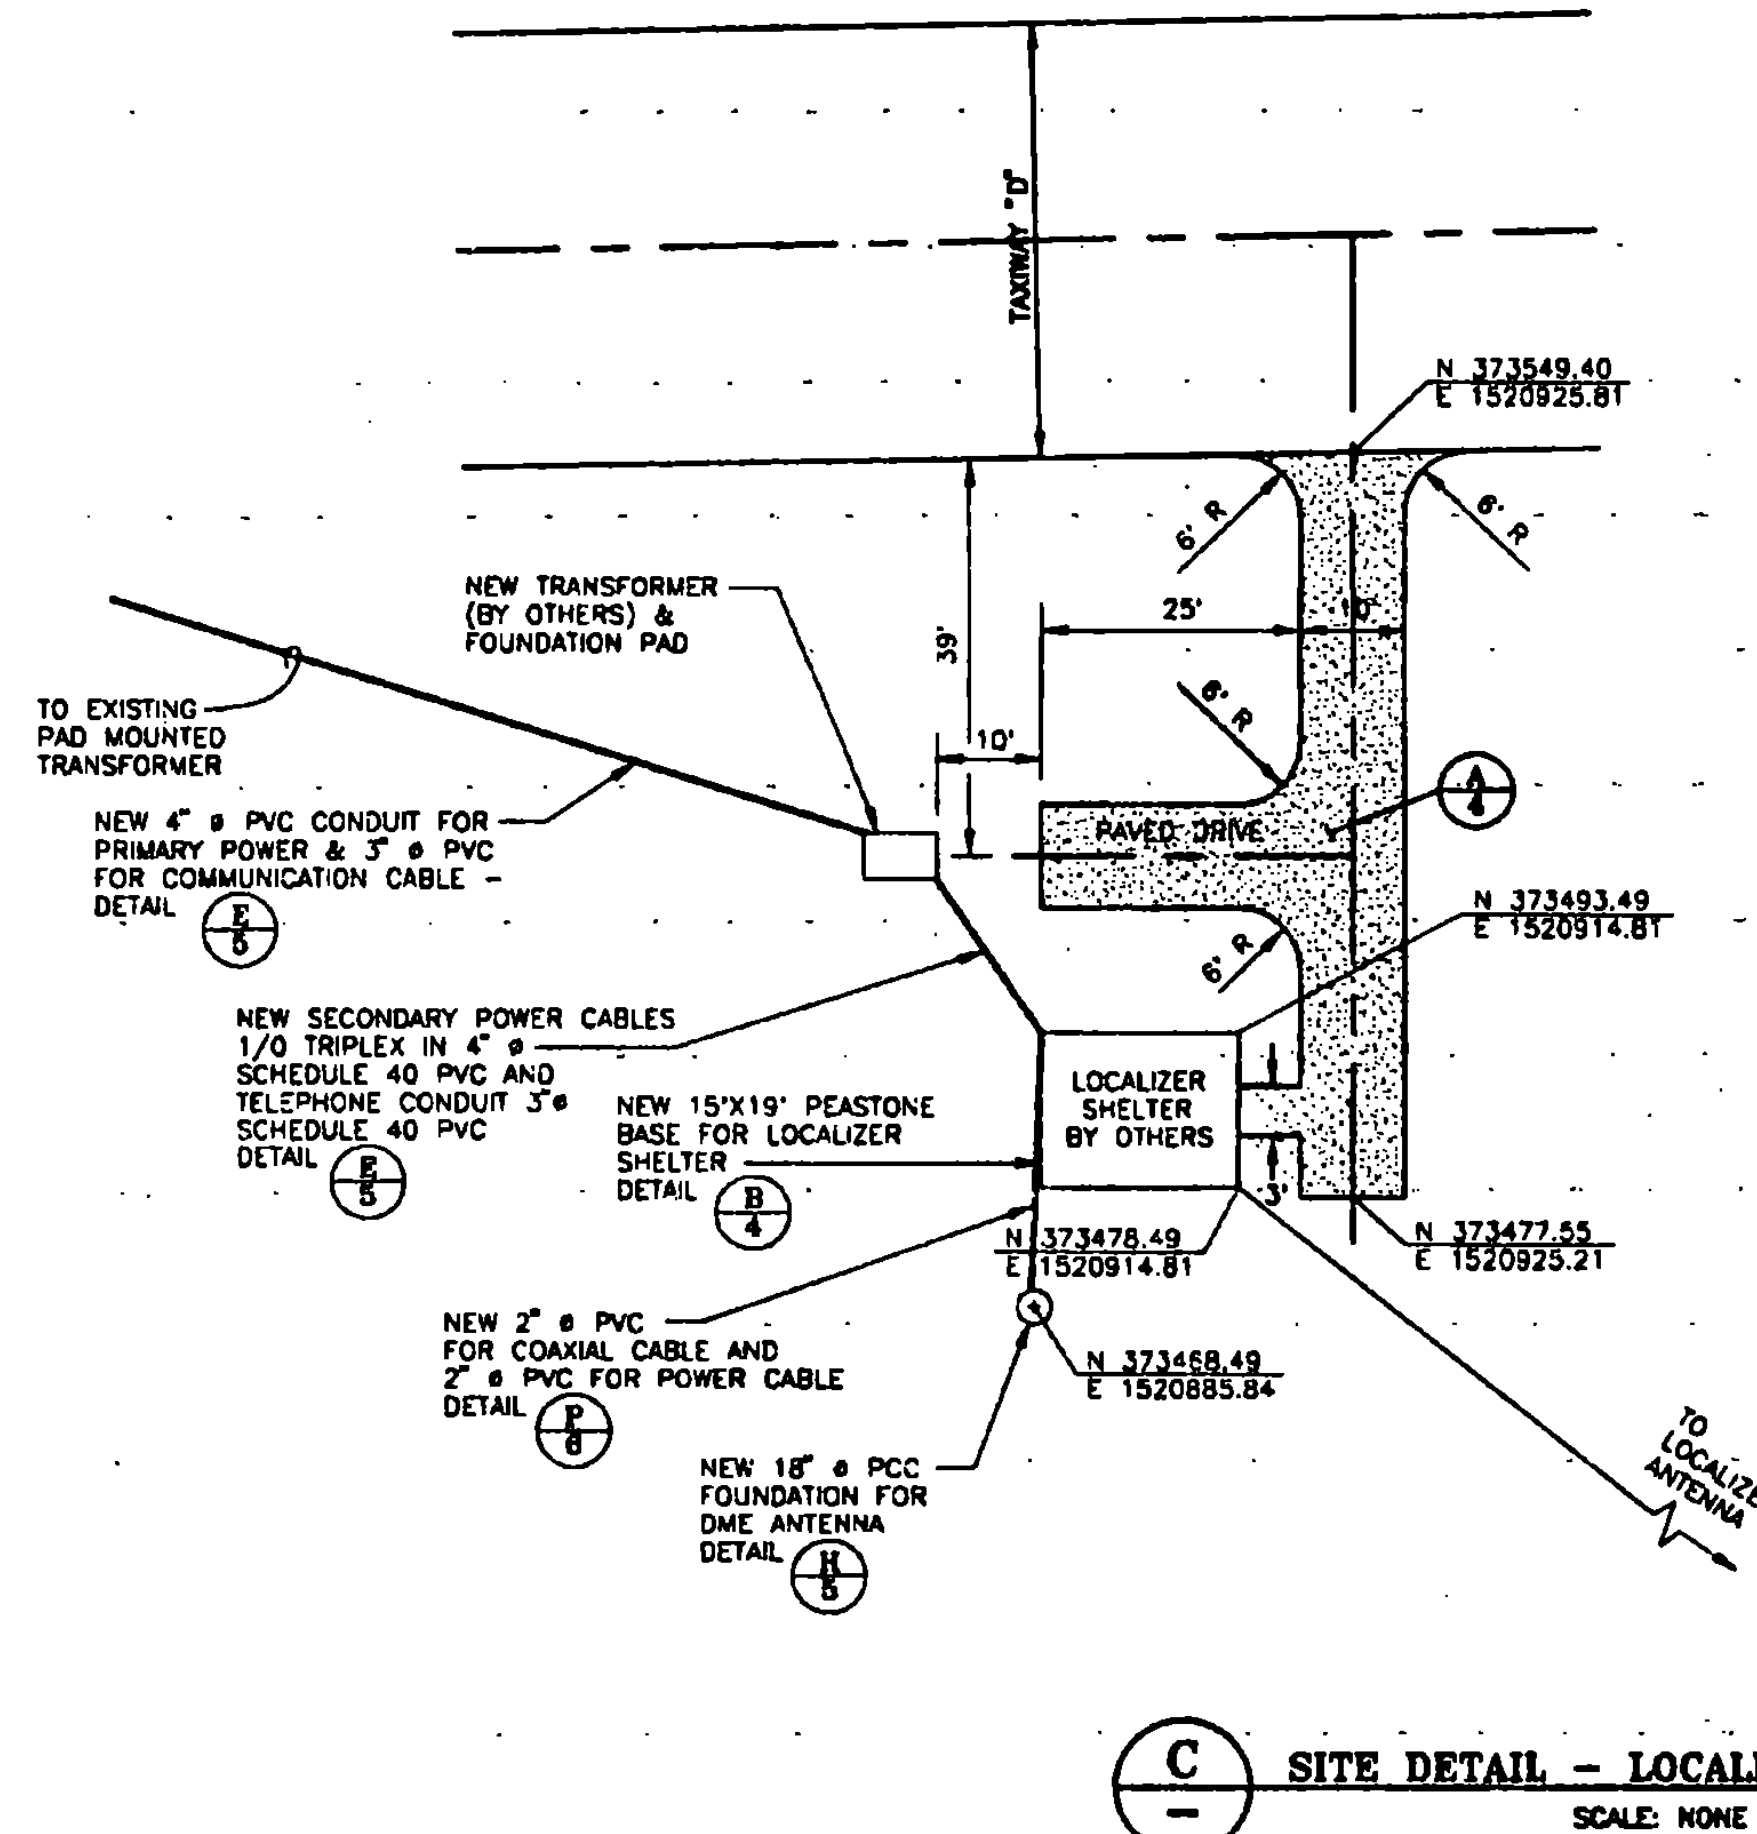 TAXIWAY "D"
N 373549.40
E 1520925.81
6' R
6' R
NEW TRANSFORMER
(BY OTHERS) &
FOUNDATION PAD
25'
10'
39'
6' R
10'
TO EXISTING
PAD MOUNTED
TRANSFORMER
A
4
NEW 4" ø PVC CONDUIT FOR
PRIMARY POWER & 3" ø PVC
FOR COMMUNICATION CABLE -
DETAIL
E
5
PAVED DRIVE
N 373493.49
E 1520914.81
6' R
NEW SECONDARY POWER CABLES
1/0 TRIPLEX IN 4" ø
SCHEDULE 40 PVC AND
TELEPHONE CONDUIT 3"ø
SCHEDULE 40 PVC
DETAIL
E
5
NEW 15'X19' PEASTONE
BASE FOR LOCALIZER
SHELTER
DETAIL
B
4
LOCALIZER
SHELTER
BY OTHERS
3'
N 373478.49
E 1520914.81
N 373477.55
E 1520925.21
NEW 2" ø PVC
FOR COAXIAL CABLE AND
2" ø PVC FOR POWER CABLE
DETAIL
P
6
N 373468.49
E 1520885.84
NEW 18" ø PCC
FOUNDATION FOR
DME ANTENNA
DETAIL
H
5
TO
LOCALIZE
ANTENNA
C
–
SITE DETAIL – LOCALI
SCALE: NONE